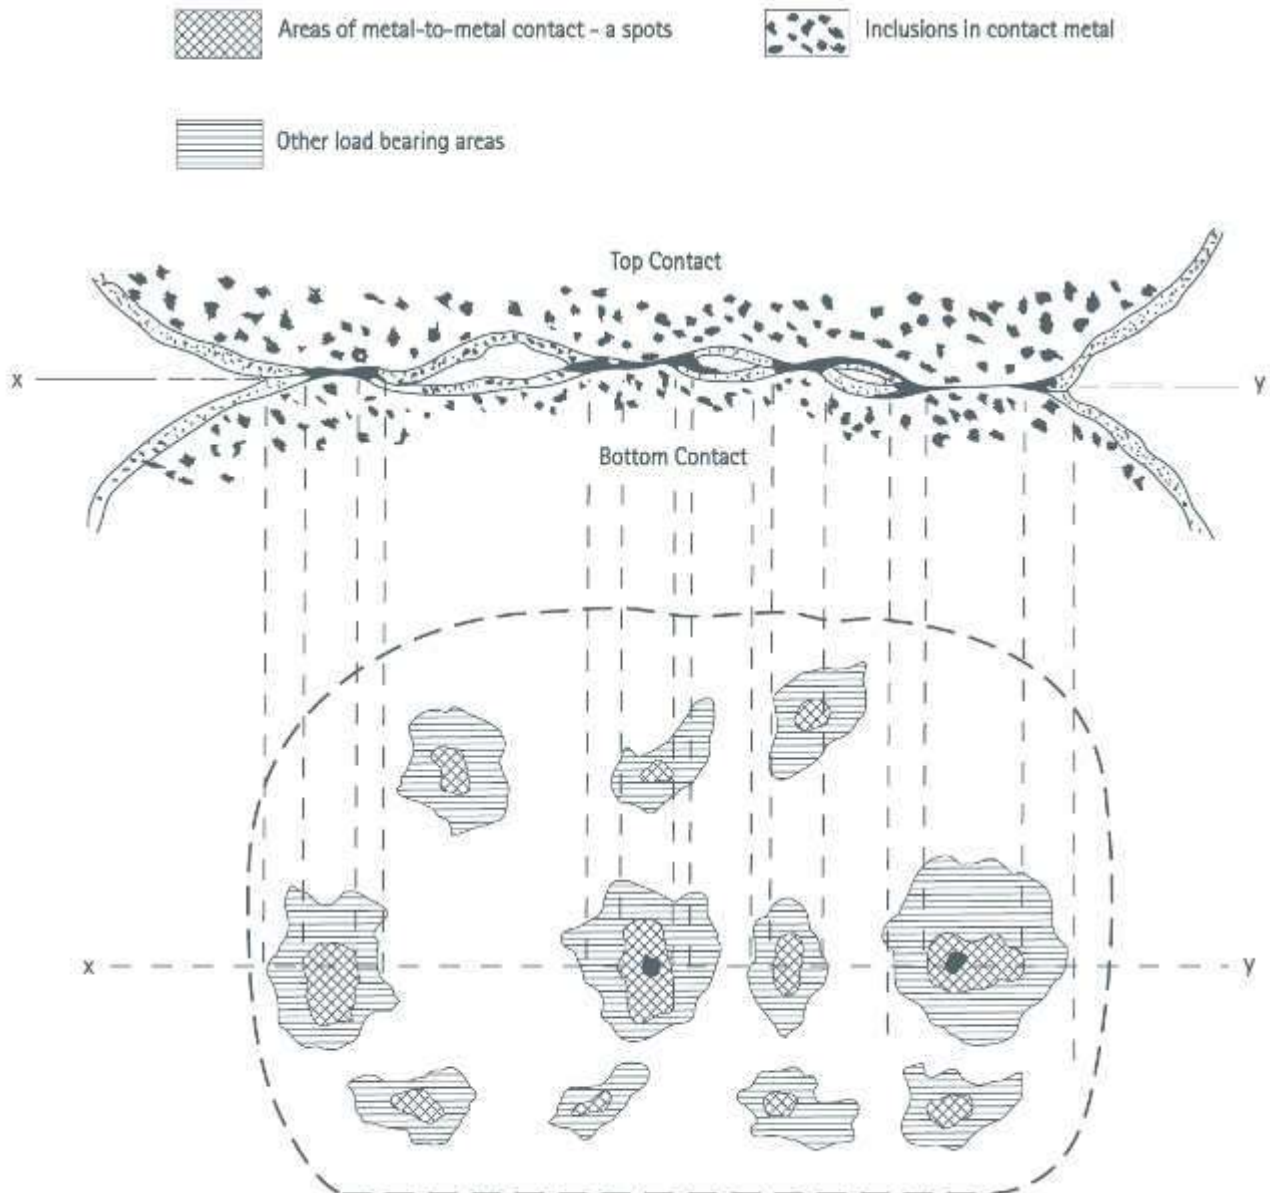 Areas of metal-to-metal contact - a spots
Inclusions in contact metal
Other load bearing areas
Top Contact
x
y
Bottom Contact
x
y